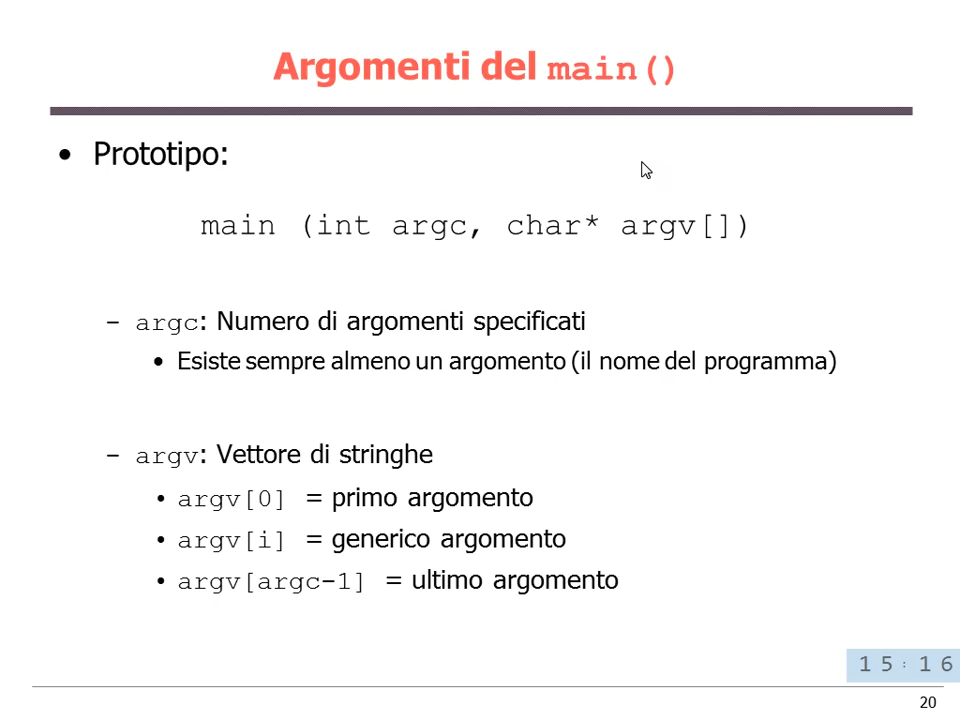 Argomenti del main()
• Prototipo:
main (int argc, char* argv[])
– argc: Numero di argomenti specificati
• Esiste sempre almeno un argomento (il nome del programma)
– argv: Vettore di stringhe
• argv[0] = primo argomento
• argv[i] = generico argomento
• argv[argc-1] = ultimo argomento
15:16
20